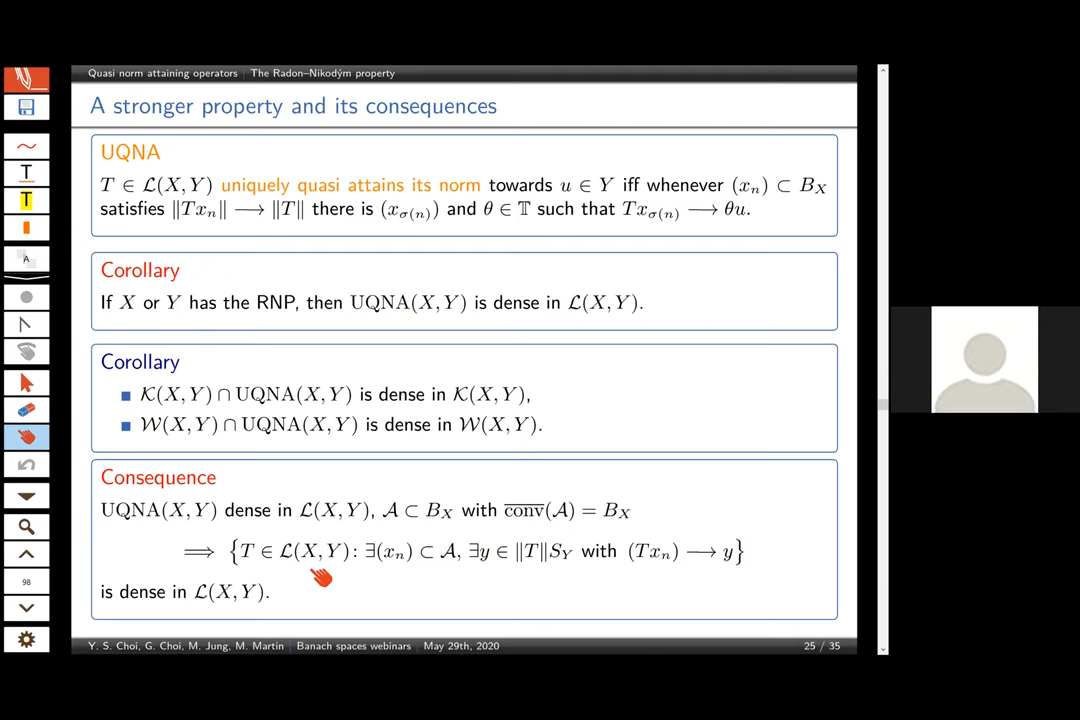 Quasi norm attaining operators | The Radon–Nikodým property
A stronger property and its consequences
UQNA
T ∈ 𝓛(X, Y) uniquely quasi attains its norm towards u ∈ Y iff whenever (xₙ) ⊂ B_X
satisfies ‖Txₙ‖ ⟶ ‖T‖ there is (x_{σ(n)}) and θ ∈ 𝕋 such that Tx_{σ(n)} ⟶ θu.
Corollary
If X or Y has the RNP, then UQNA(X, Y) is dense in 𝓛(X, Y).
Corollary
■ 𝓚(X, Y) ∩ UQNA(X, Y) is dense in 𝓚(X, Y),
■ 𝓦(X, Y) ∩ UQNA(X, Y) is dense in 𝓦(X, Y).
Consequence
UQNA(X, Y) dense in 𝓛(X, Y), 𝓐 ⊂ B_X with \overline{conv}(𝓐) = B_X
⟹ {T ∈ 𝓛(X, Y): ∃(xₙ) ⊂ 𝓐, ∃y ∈ ‖T‖S_Y with (Txₙ) ⟶ y}
is dense in 𝓛(X, Y).
Y. S. Choi, G. Choi, M. Jung, M. Martin | Banach spaces webinars | May 29th, 2020 25 / 35
T
T
A
98